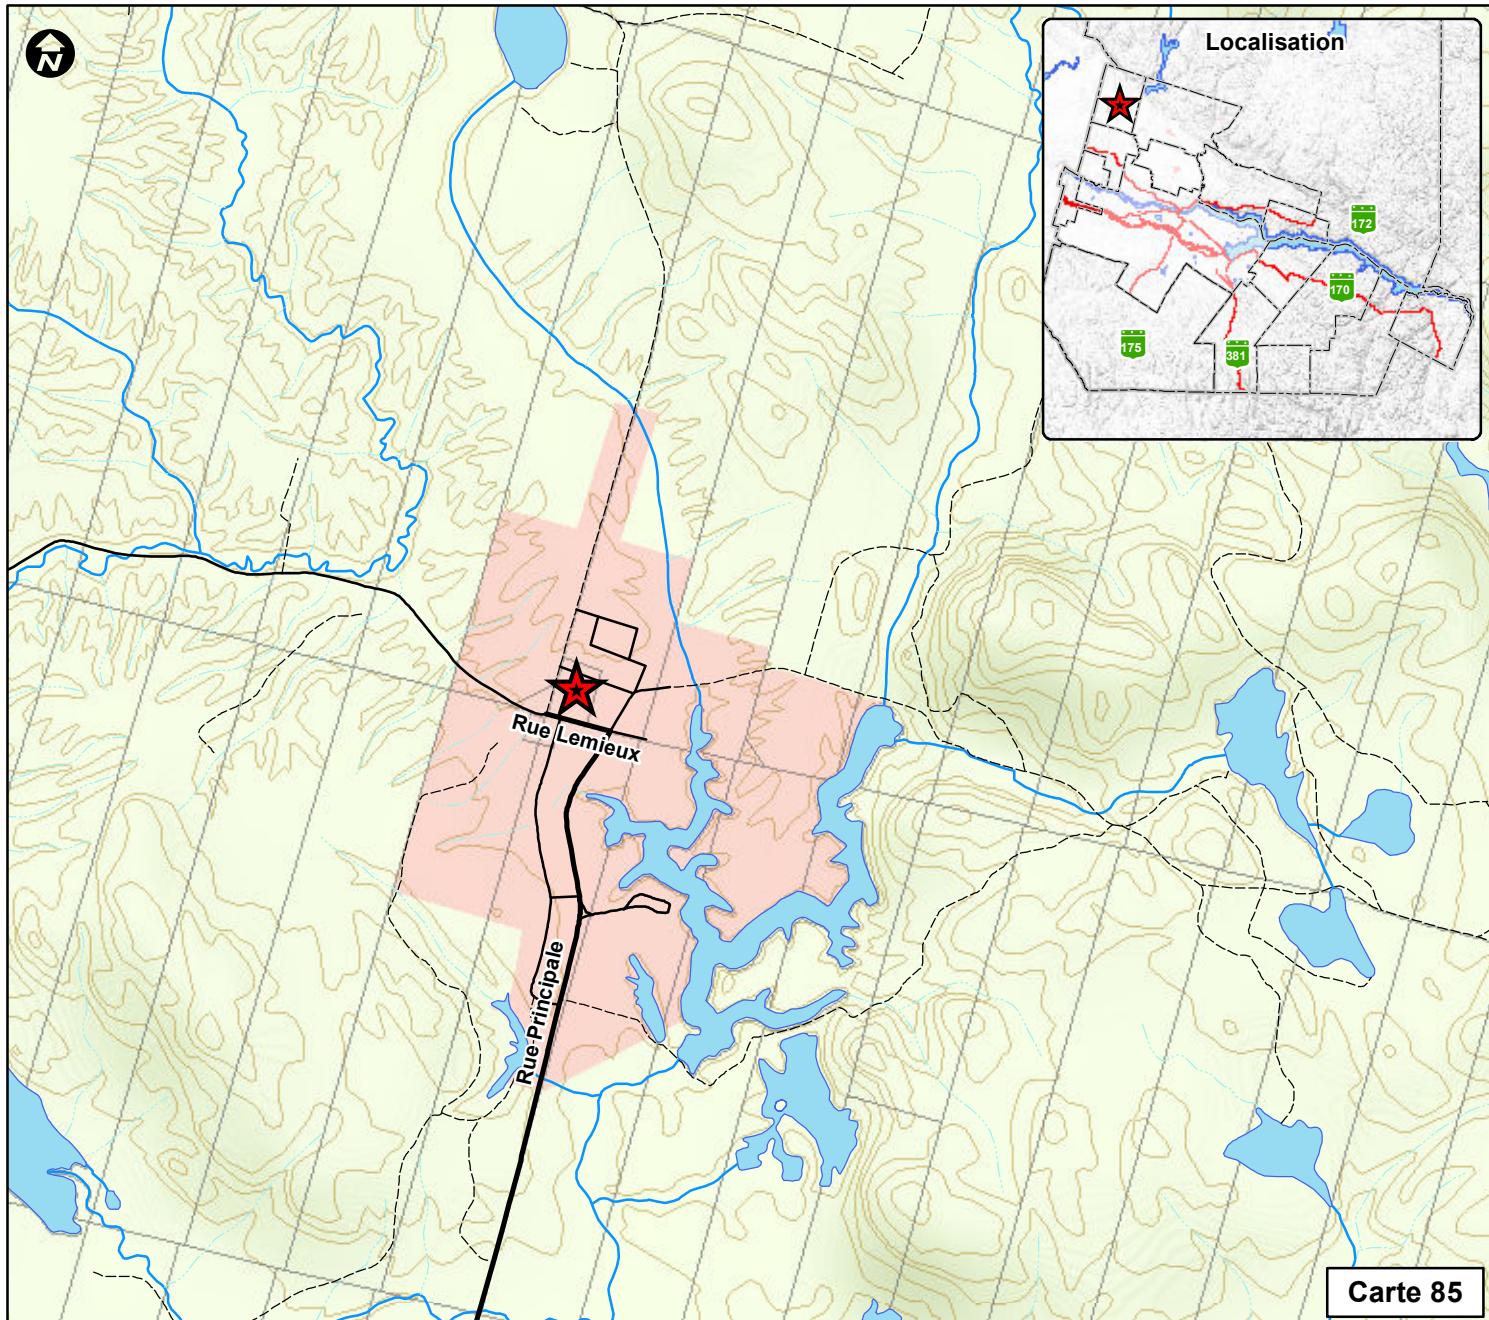 N
Localisation
172
170
175
381
Rue Lemieux
Rue Principale
Carte 85